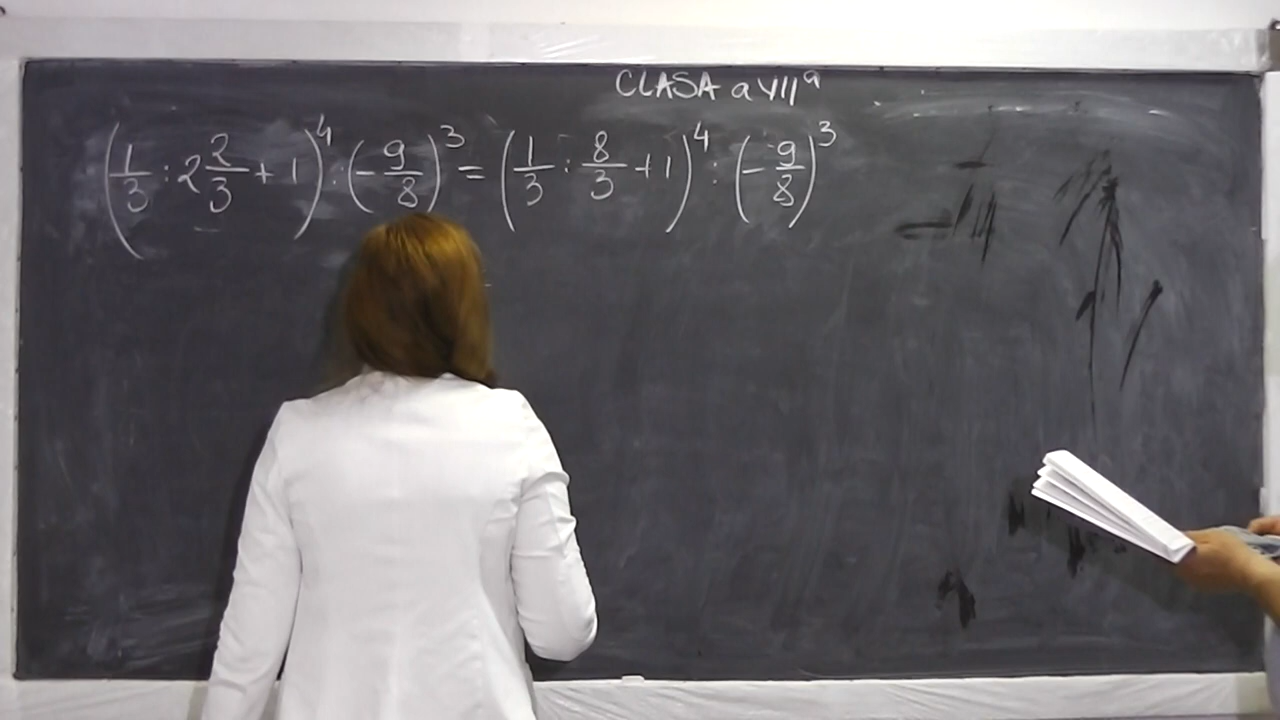 CLASA a VII ª
(1/3 : 2 2/3 + 1)⁴ : (-9/8)³ = (1/3 : 8/3 + 1)⁴ : (-9/8)³